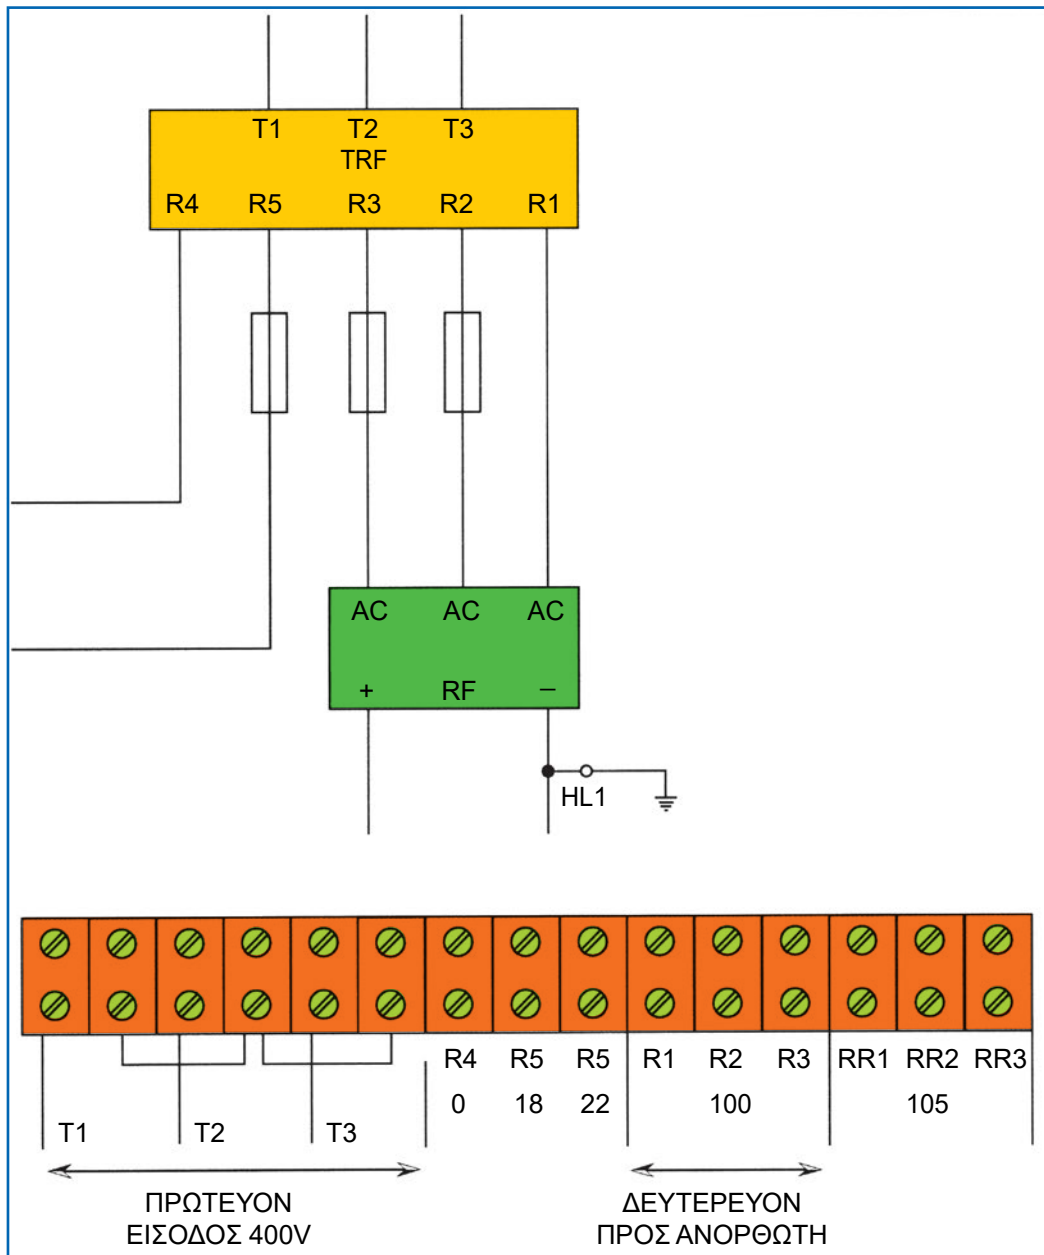 T1 T2 T3
TRF
R4 R5 R3 R2 R1
AC AC AC
+ RF −
HL1
R4 R5 R5 R1 R2 R3 RR1 RR2 RR3
0 18 22 100 105
T1 T2 T3
ΠΡΩΤΕΥΟΝ ΔΕΥΤΕΡΕΥΟΝ
ΕΙΣΟΔΟΣ 400V ΠΡΟΣ ΑΝΟΡΘΩΤΗ